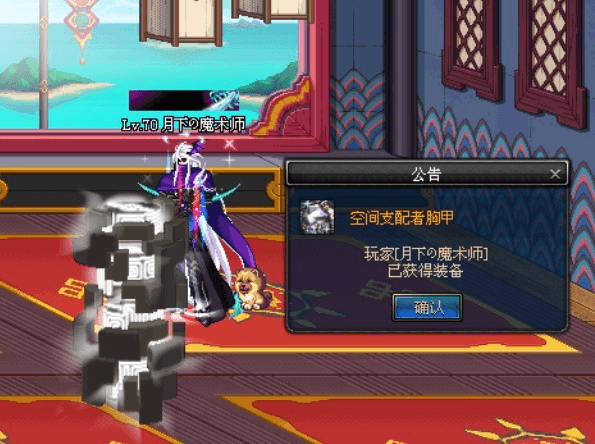 Lv.70 月下の魔术师
公告
空间支配者胸甲
玩家[月下の魔术师]
已获得装备
确认